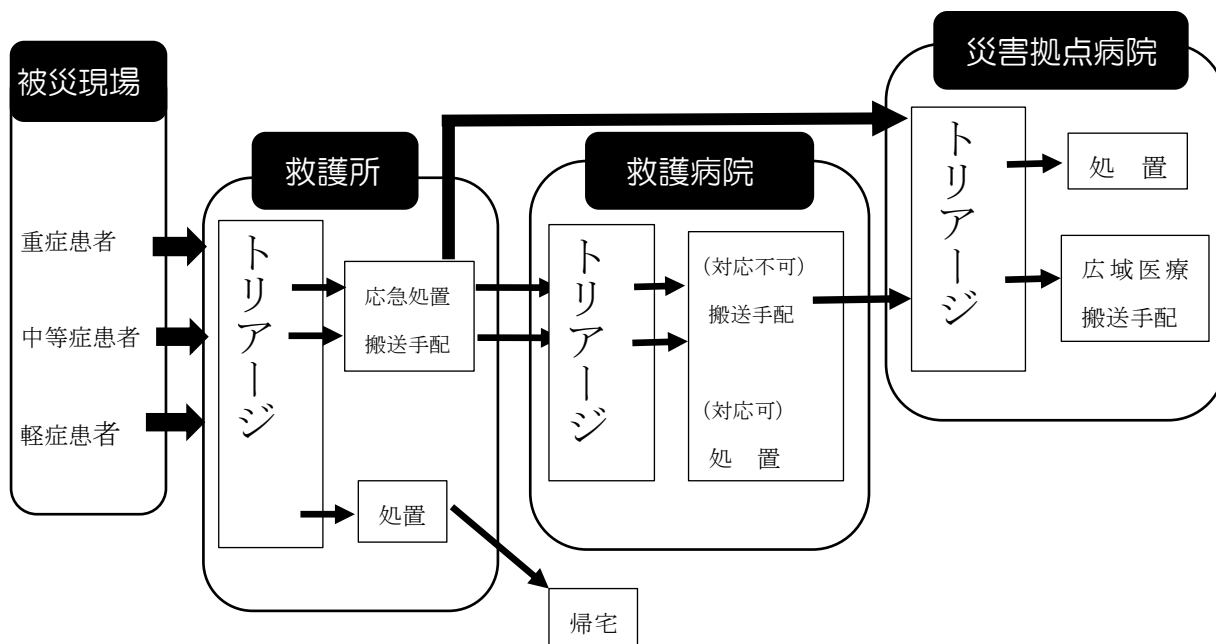 被災現場
重症患者
中等症患者
軽症患者
救護所
トリアージ
応急処置
搬送手配
処置
帰宅
救護病院
トリアージ
(対応不可)
搬送手配
(対応可)
処　置
災害拠点病院
トリアージ
処　置
広域医療
搬送手配